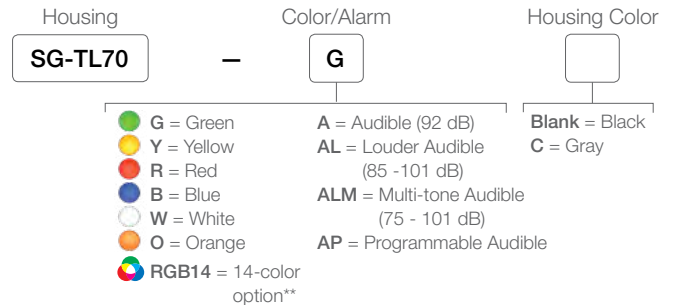 Housing
Color/Alarm
Housing Color
SG-TL70
–
G
G = Green
Y = Yellow
R = Red
B = Blue
W = White
O = Orange
RGB14 = 14-color
option**
A = Audible (92 dB)
AL = Louder Audible
(85 -101 dB)
ALM = Multi-tone Audible
(75 - 101 dB)
AP = Programmable Audible
Blank = Black
C = Gray